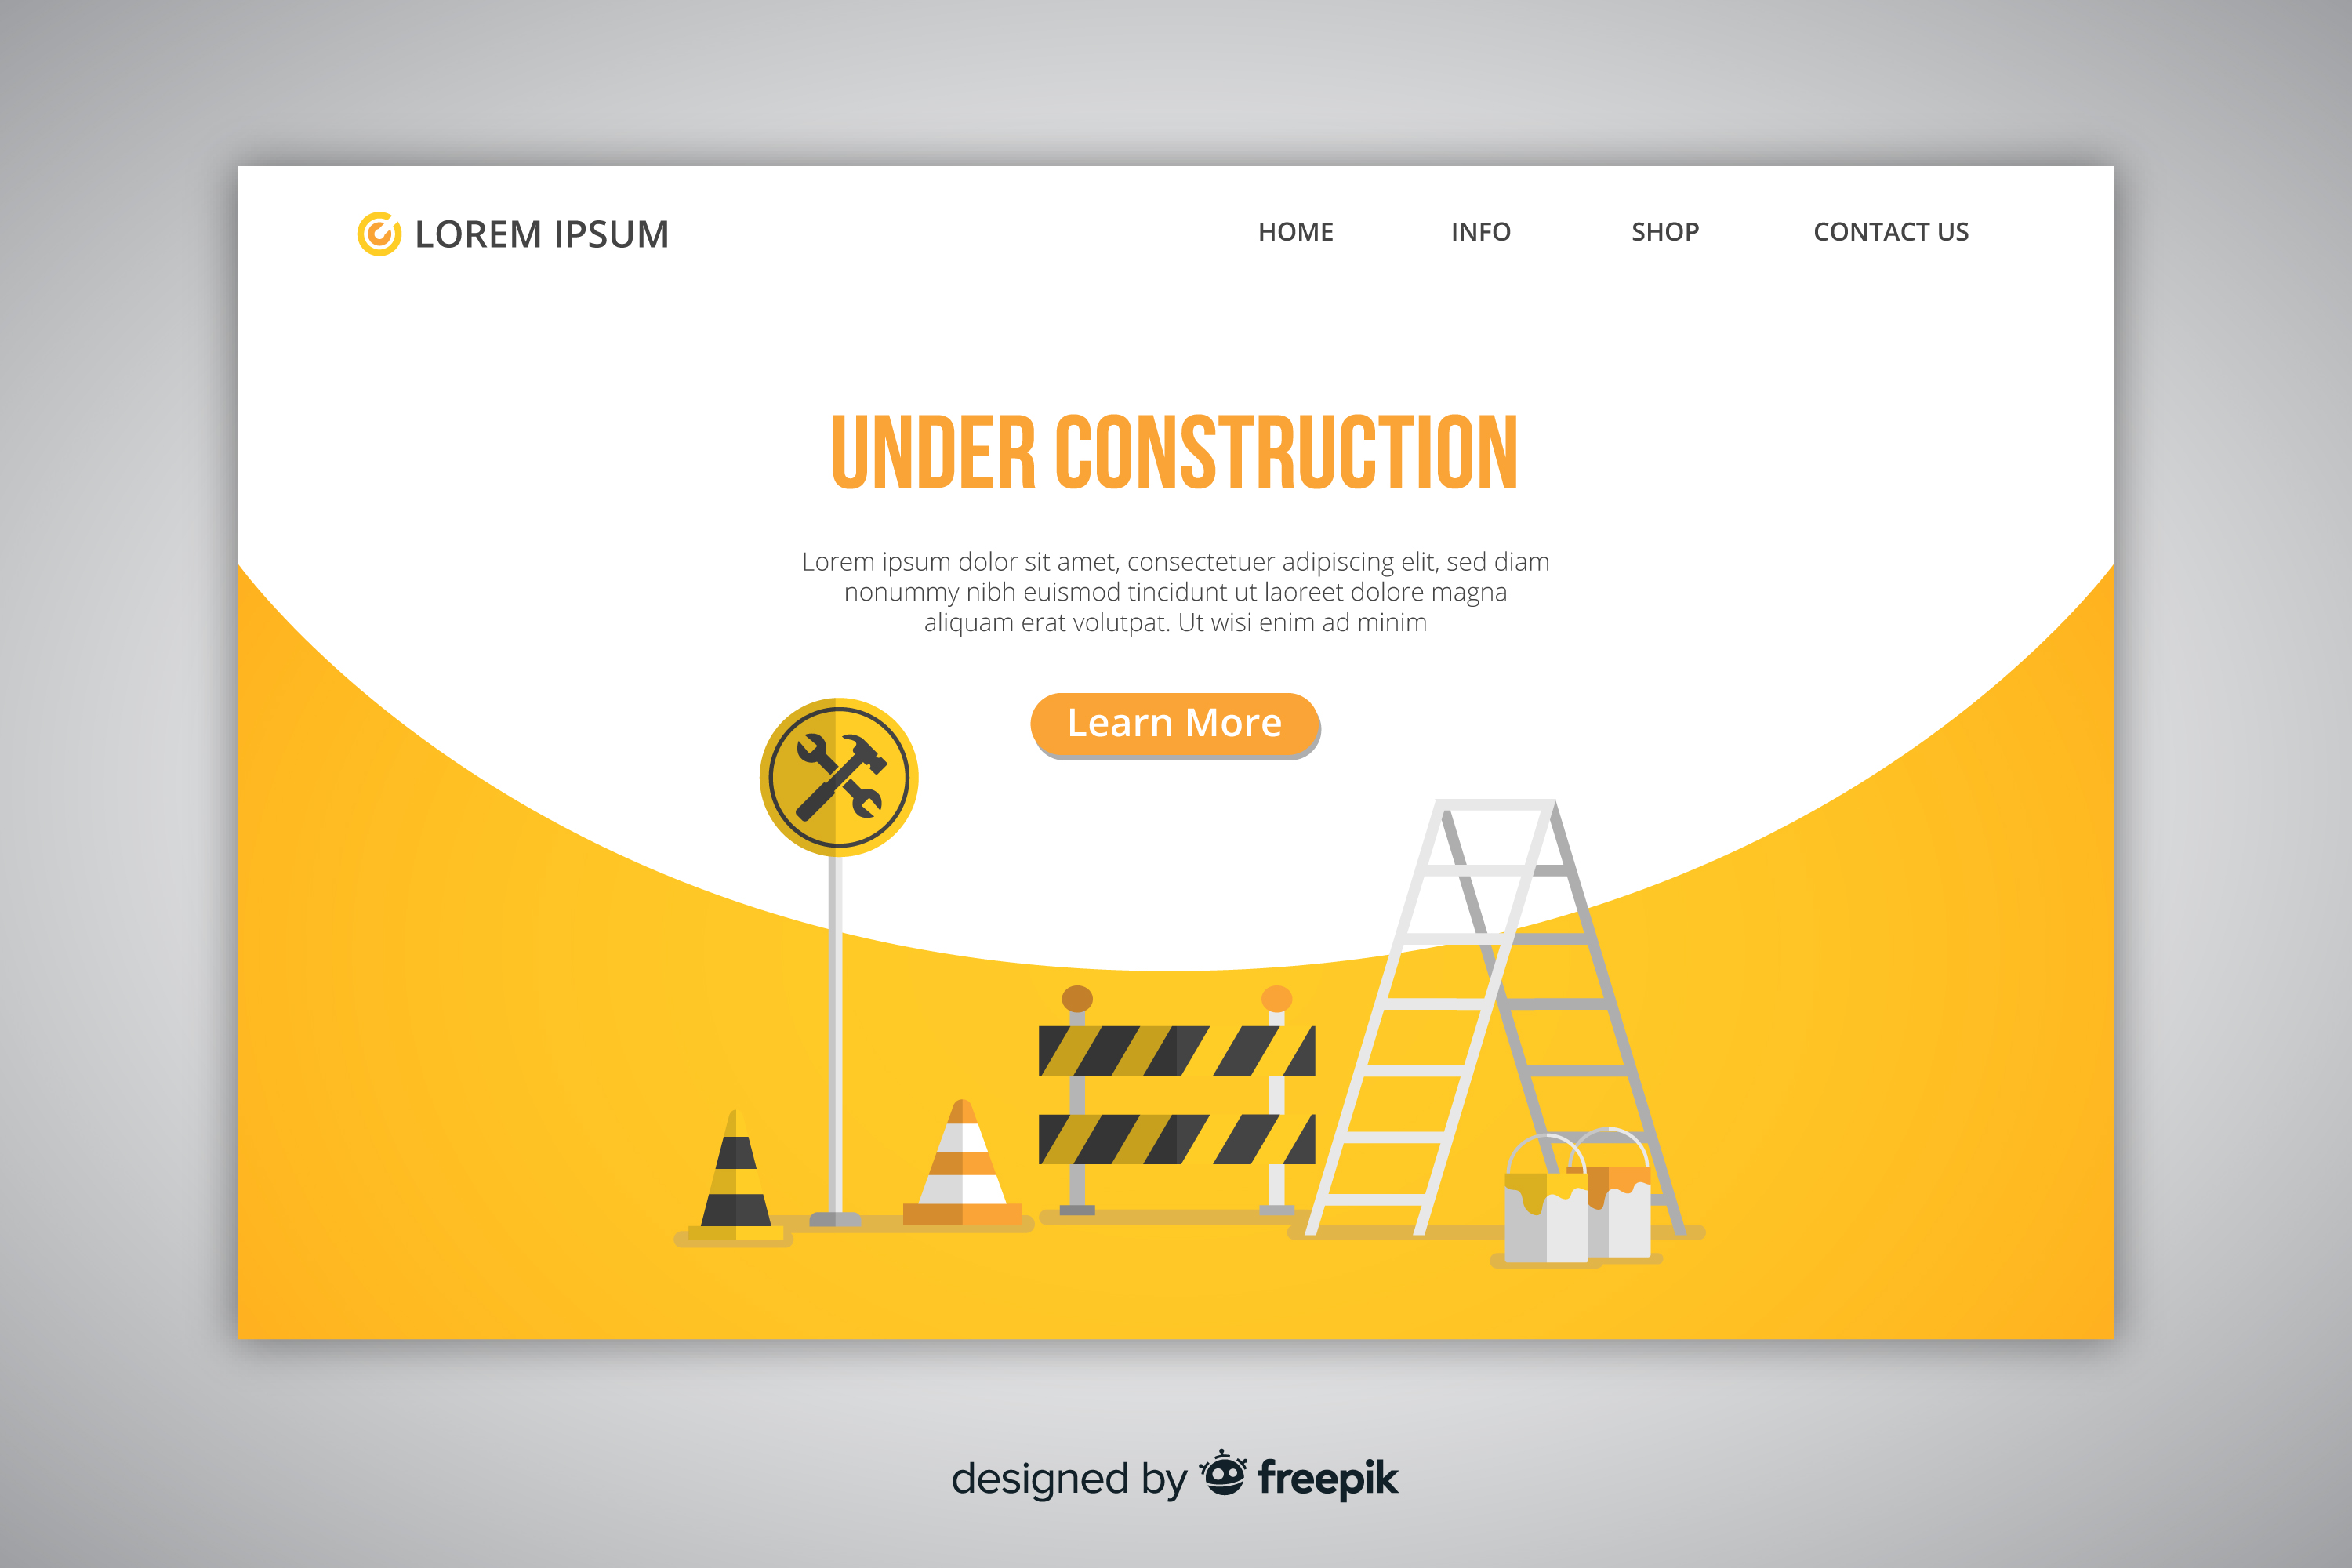 LOREM IPSUM
HOME INFO SHOP CONTACT US
UNDER CONSTRUCTION
Lorem ipsum dolor sit amet, consectetuer adipiscing elit, sed diam
nonummy nibh euismod tincidunt ut laoreet dolore magna
aliquam erat volutpat. Ut wisi enim ad minim
Learn More
designed by freepik